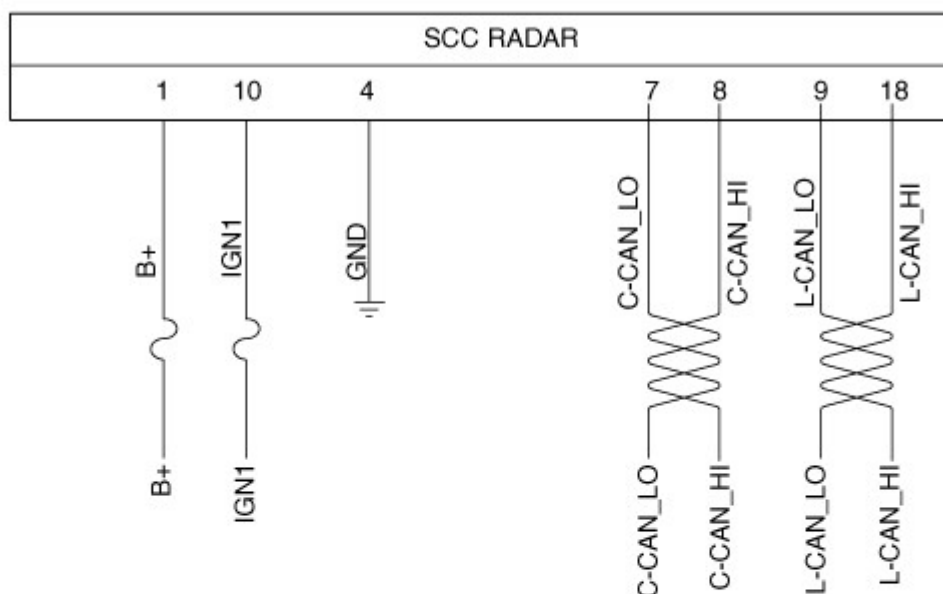 SCC RADAR
1 10 4 7 8 9 18
B+ IGN1 GND C-CAN_LO C-CAN_HI L-CAN_LO L-CAN_HI
B+ IGN1 C-CAN_LO C-CAN_HI L-CAN_LO L-CAN_HI